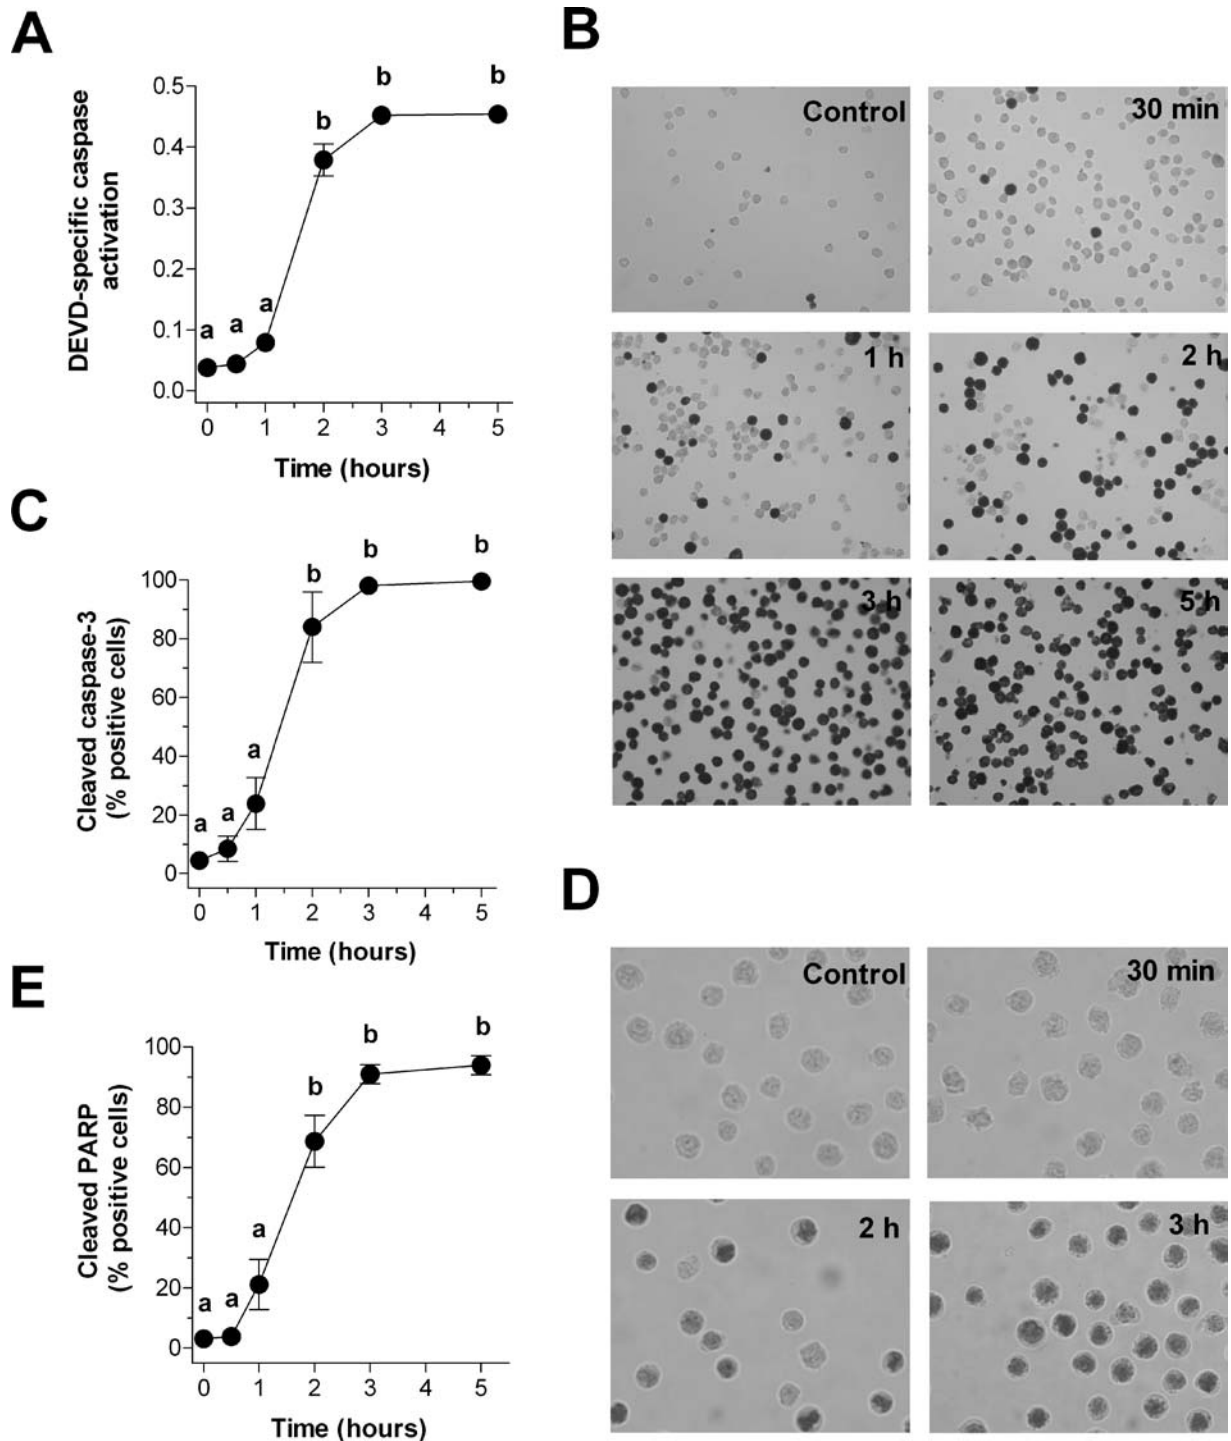 A
DEVD-specific caspase
activation
0.5
0.4
0.3
0.2
0.1
0.0
a
a
a
b
b
b
0
1
2
3
4
5
Time (hours)
B
Control
30 min
1 h
2 h
3 h
5 h
C
Cleaved caspase-3
(% positive cells)
100
80
60
40
20
0
a
a
a
b
b
b
0
1
2
3
4
5
Time (hours)
D
Control
30 min
2 h
3 h
E
Cleaved PARP
(% positive cells)
100
80
60
40
20
0
a
a
a
b
b
b
0
1
2
3
4
5
Time (hours)